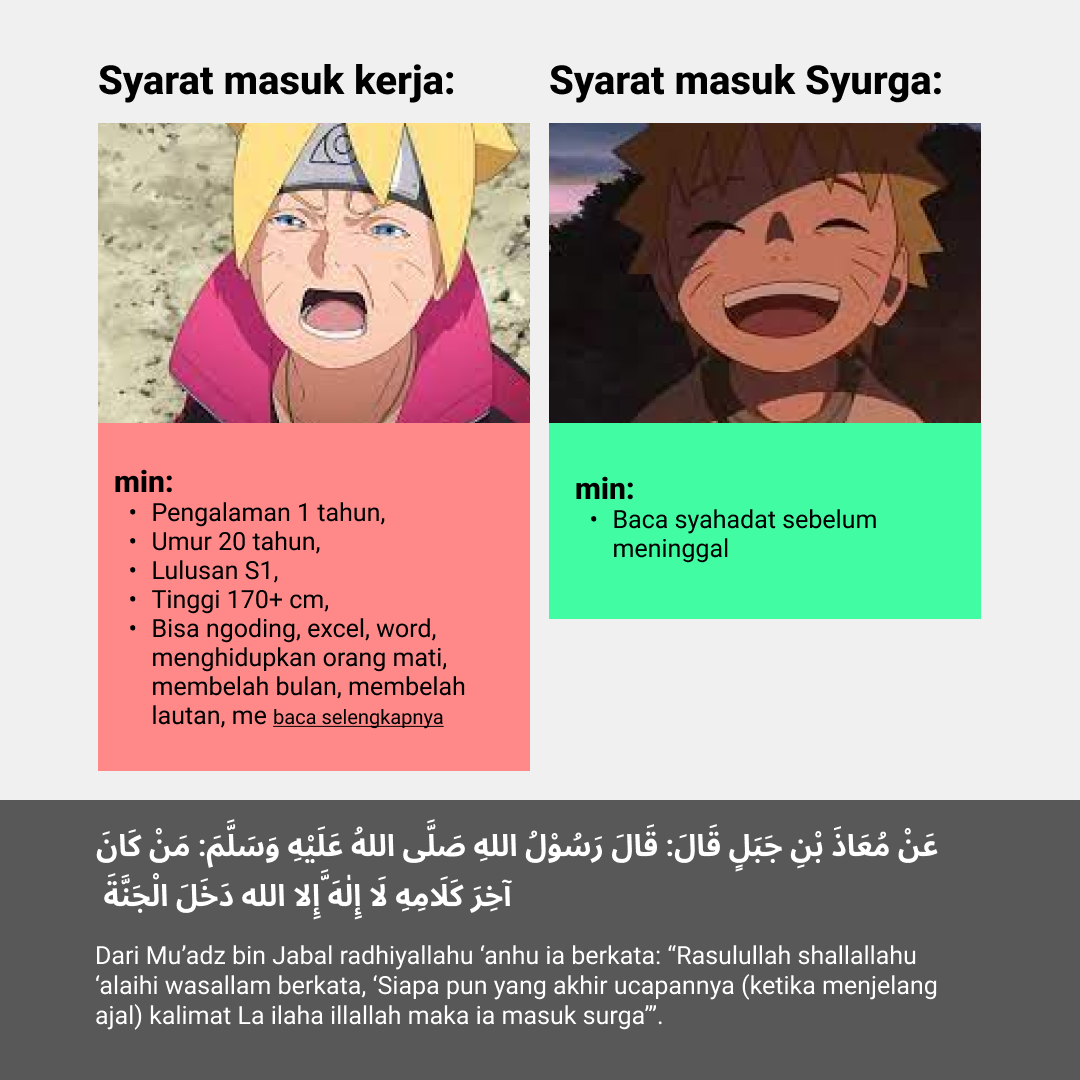 Syarat masuk kerja:
min:
• Pengalaman 1 tahun,
• Umur 20 tahun,
• Lulusan S1,
• Tinggi 170+ cm,
• Bisa ngoding, excel, word,
menghidupkan orang mati,
membelah bulan, membelah
lautan, me baca selengkapnya
Syarat masuk Syurga:
min:
• Baca syahadat sebelum
meninggal
عَنْ مُعَاذَ بْنِ جَبَلٍ قَالَ: قَالَ رَسُوْلُ اللهِ صَلَّى اللهُ عَلَيْهِ وَسَلَّمَ: مَنْ كَانَ
آخِرَ كَلَامِهِ لَا إِلٰهَ إَِّلا الله دَخَلَ الْجَنَّةَ
Dari Mu’adz bin Jabal radhiyallahu ‘anhu ia berkata: “Rasulullah shallallahu
‘alaihi wasallam berkata, ‘Siapa pun yang akhir ucapannya (ketika menjelang
ajal) kalimat La ilaha illallah maka ia masuk surga’”.